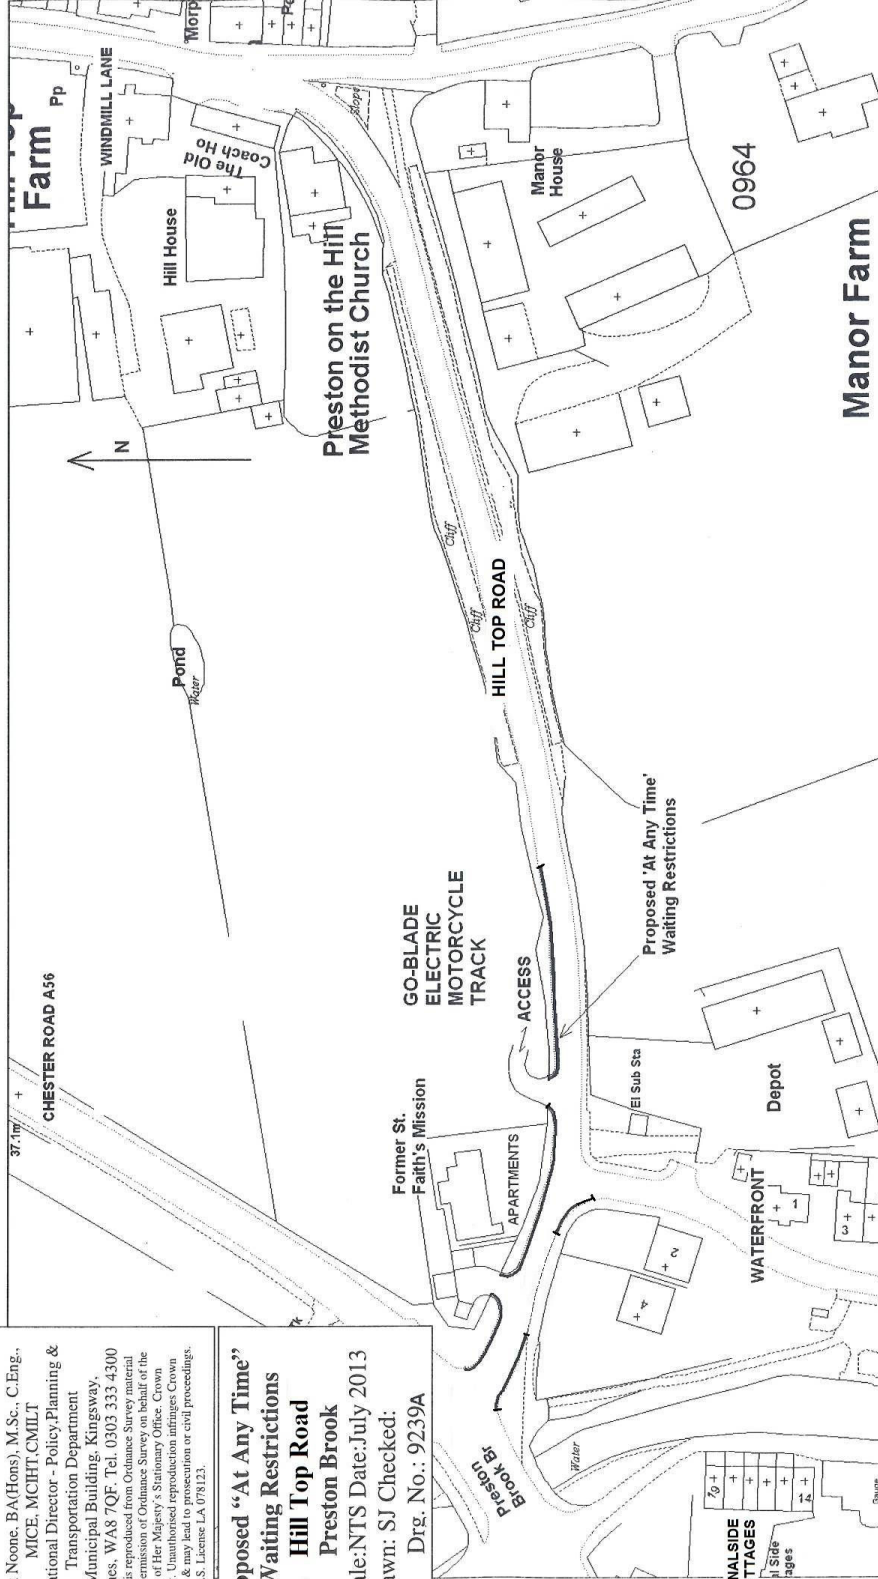 Noone, BA(Hons), M.Sc., C.Eng.,
MICE, MCIHT,CMILT
ational Director - Policy,Planning &
Transportation Department
Municipal Building, Kingsway,
nes, WA8 7QF. Tel. 0303 333 4300
is reproduced from Ordnance Survey material
ermission of Ordnance Survey on behalf of the
of Her Majesty's Stationary Office. Crown
. Unauthorised reproduction infringes Crown
& may lead to prosecution or civil proceedings.
.S. License LA 078123.
posed “At Any Time”
Waiting Restrictions
Hill Top Road
Preston Brook
le:NTS Date:July 2013
awn: SJ Checked:
Drg. No.: 9239A
37.1m
CHESTER ROAD A56
N
Pond
Water
Farm
Pp
WINDMILL LANE
Hill House
The Old
Coach Ho
Morp
Slope
Preston on the Hill
Methodist Church
Manor
House
0964
Manor Farm
Cliff
Cliff
Cliff
HILL TOP ROAD
GO-BLADE
ELECTRIC
MOTORCYCLE
TRACK
ACCESS
Former St.
Faith's Mission
APARTMENTS
Proposed 'At Any Time'
Waiting Restrictions
El Sub Sta
Depot
WATERFRONT
1
3
2
4
Preston
Brook Br
Water
79
14
NALSIDE
TTAGES
al Side
tages